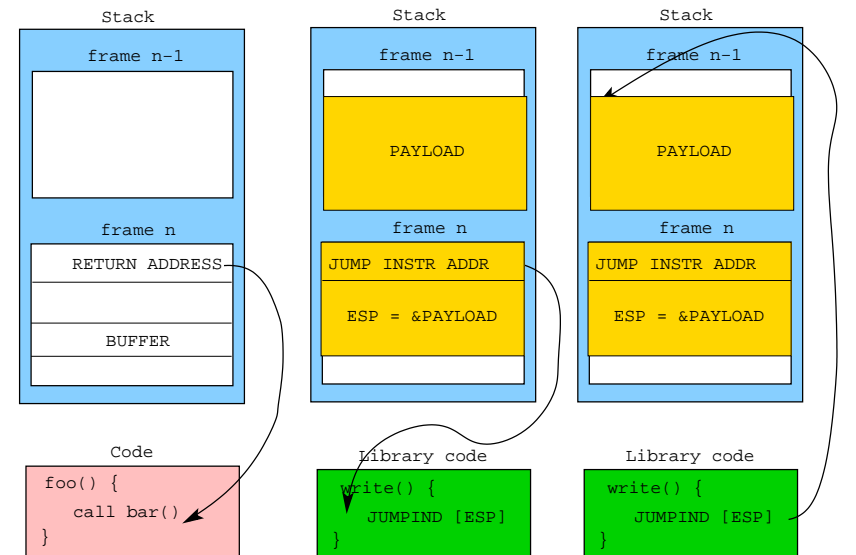 Stack
frame n-1
frame n
RETURN ADDRESS
BUFFER
Code
foo() {
call bar()
}
Stack
frame n-1
PAYLOAD
frame n
JUMP INSTR ADDR
ESP = &PAYLOAD
Library code
write() {
JUMPIND [ESP]
}
Stack
frame n-1
PAYLOAD
frame n
JUMP INSTR ADDR
ESP = &PAYLOAD
Library code
write() {
JUMPIND [ESP]
}